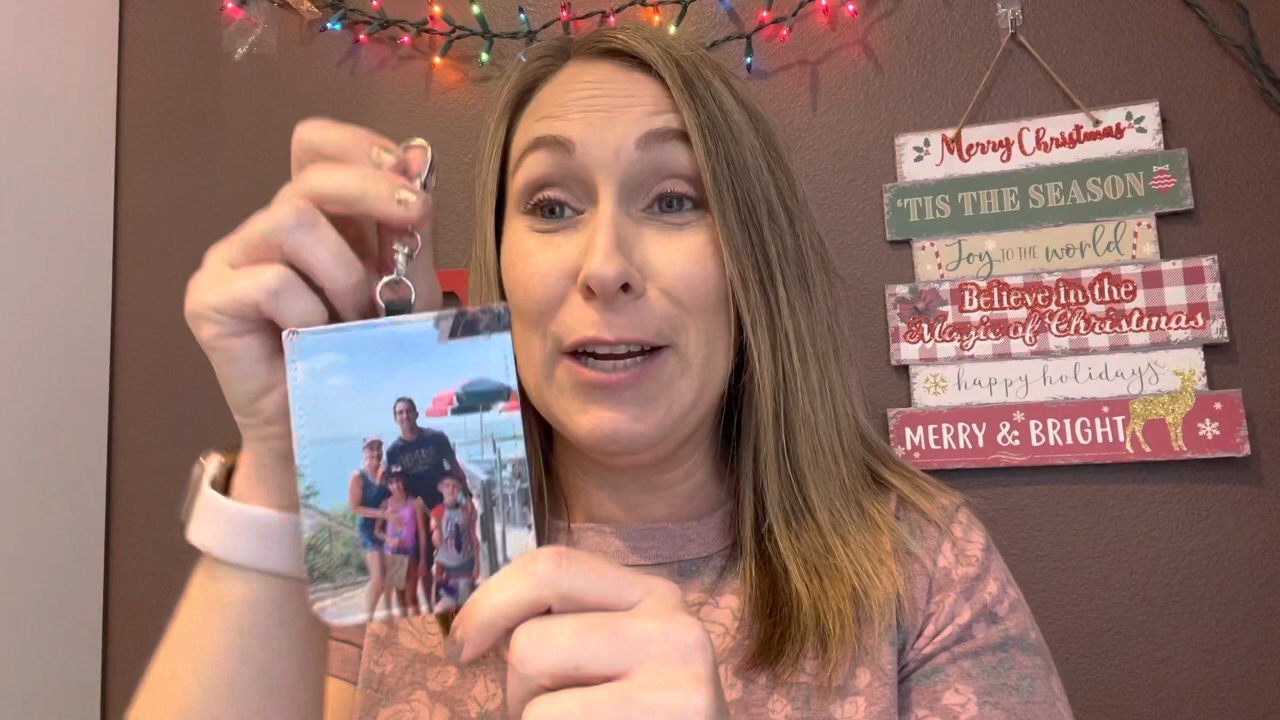 Merry Christmas
'TIS THE SEASON
Joy TO THE world
Believe in the
Magic of Christmas
happy holidays
MERRY & BRIGHT